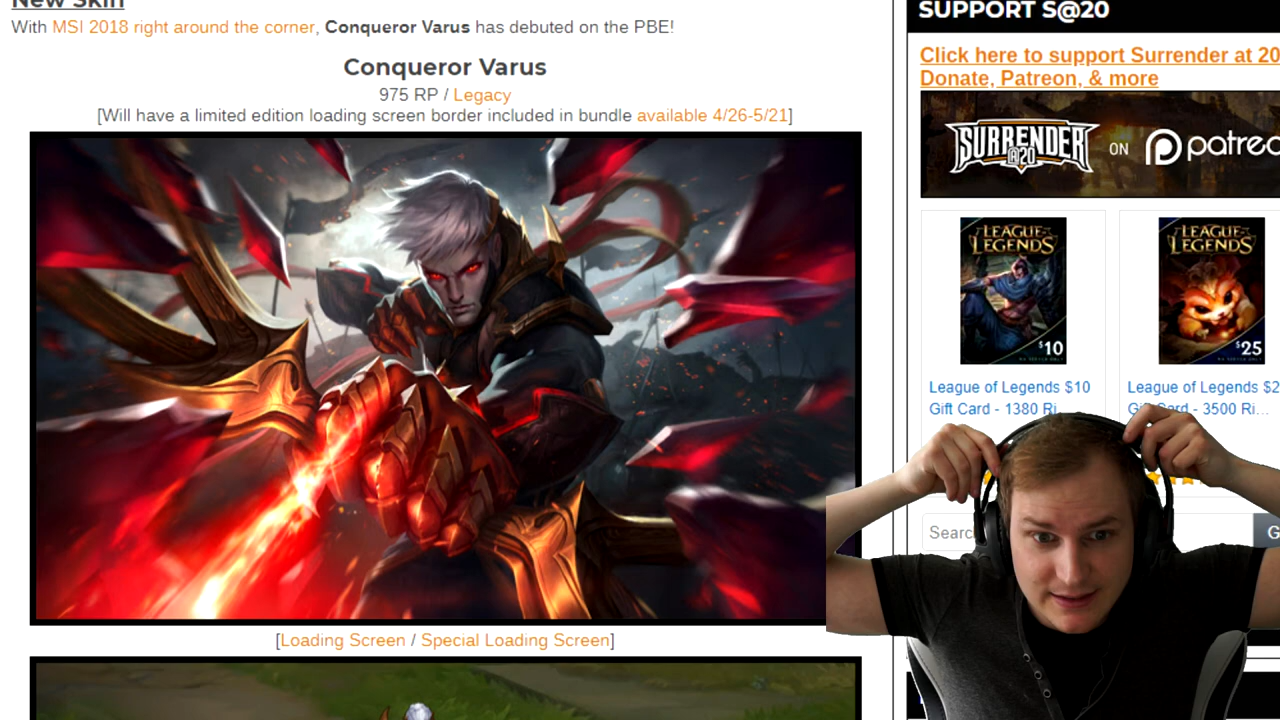 New Skin
With MSI 2018 right around the corner, Conqueror Varus has debuted on the PBE!
Conqueror Varus
975 RP / Legacy
[Will have a limited edition loading screen border included in bundle available 4/26-5/21]
[Loading Screen / Special Loading Screen]
SUPPORT S@20
Click here to support Surrender at 20
Donate, Patreon, & more
SURRENDER @20 ON patreo
LEAGUE OF LEGENDS
$10
LEAGUE OF LEGENDS
$25
League of Legends $10
Gift Card - 1380 Ri...
League of Legends $2
Gift Card - 3500 Ri...
Searc
G